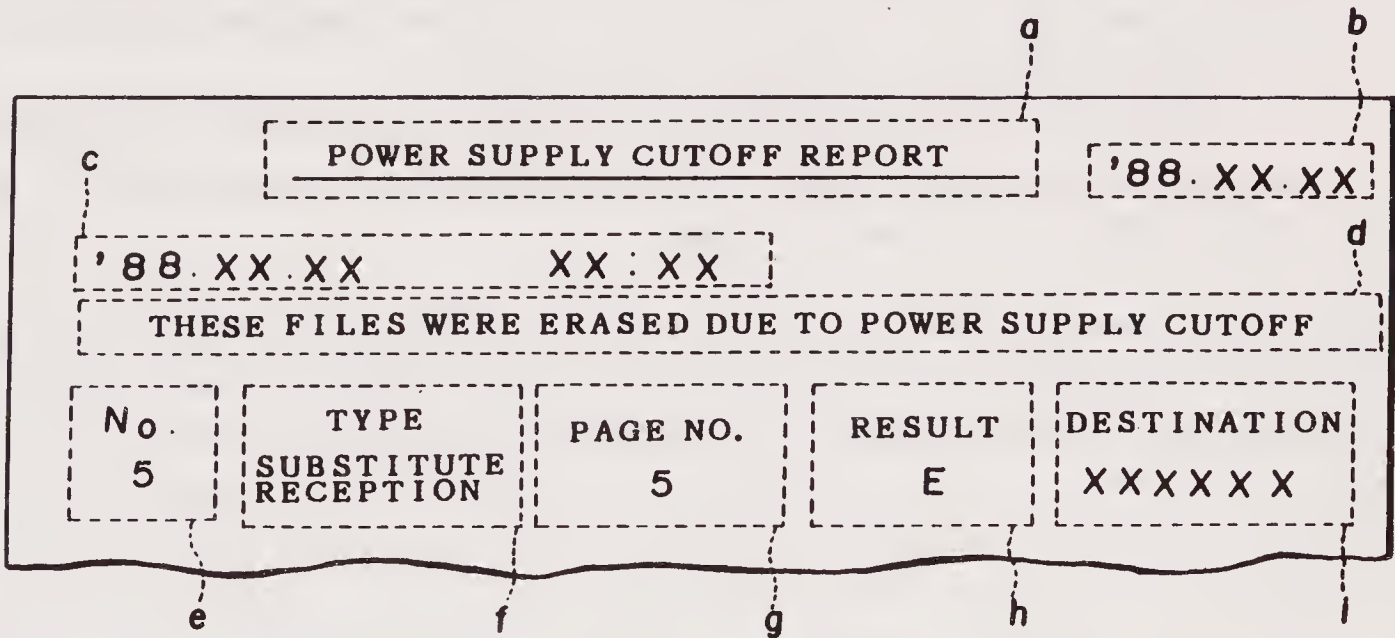 a b
POWER SUPPLY CUTOFF REPORT '88.XX.XX
c
'88.XX.XX XX:XX
d
THESE FILES WERE ERASED DUE TO POWER SUPPLY CUTOFF
No. TYPE PAGE NO. RESULT DESTINATION
5 SUBSTITUTE RECEPTION 5 E XXXXXX
e f g h i